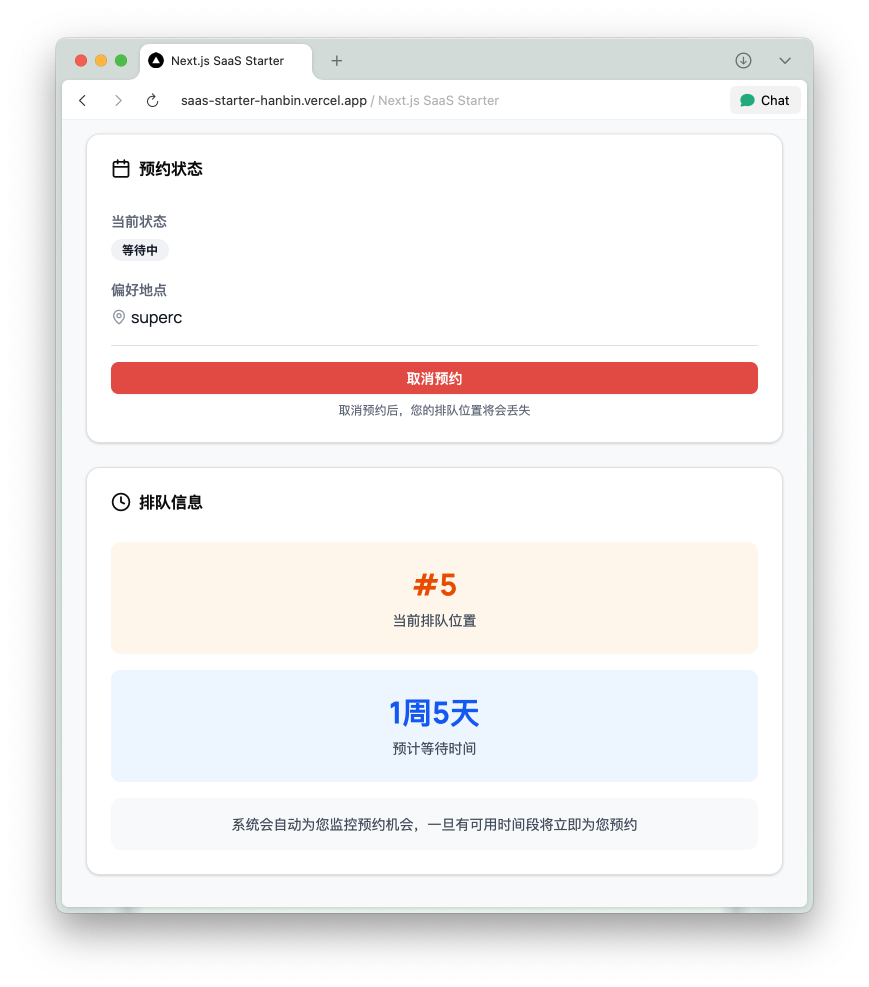 Next.js SaaS Starter
saas-starter-hanbin.vercel.app / Next.js SaaS Starter
Chat
预约状态
当前状态
等待中
偏好地点
superc
取消预约
取消预约后，您的排队位置将会丢失
排队信息
#5
当前排队位置
1周5天
预计等待时间
系统会自动为您监控预约机会，一旦有可用时间段将立即为您预约